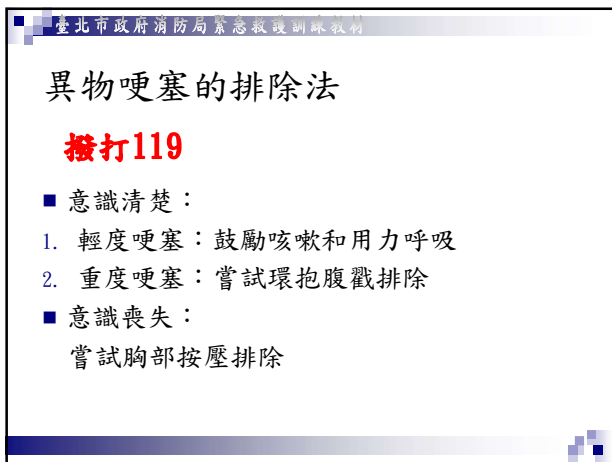 臺北市政府消防局緊急救護訓練教材
異物哽塞的排除法
撥打119
■ 意識清楚：
1. 輕度哽塞：鼓勵咳嗽和用力呼吸
2. 重度哽塞：嘗試環抱腹戳排除
■ 意識喪失：
嘗試胸部按壓排除